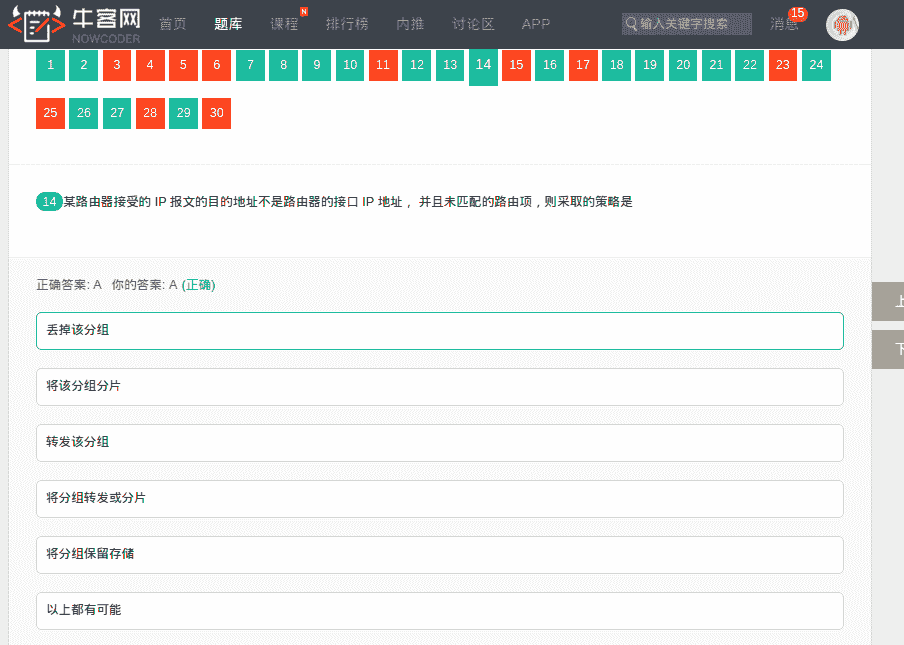 牛客网
NOWCODER
首页 题库 课程 N 排行榜 内推 讨论区 APP 输入关键字搜索 消息 15
1 2 3 4 5 6 7 8 9 10 11 12 13 14 15 16 17 18 19 20 21 22 23 24
25 26 27 28 29 30
14 某路由器接受的 IP 报文的目的地址不是路由器的接口 IP 地址 ，并且未匹配的路由项，则采取的策略是
正确答案: A 你的答案: A (正确)
上
丢掉该分组
下
将该分组分片
转发该分组
将分组转发或分片
将分组保留存储
以上都有可能